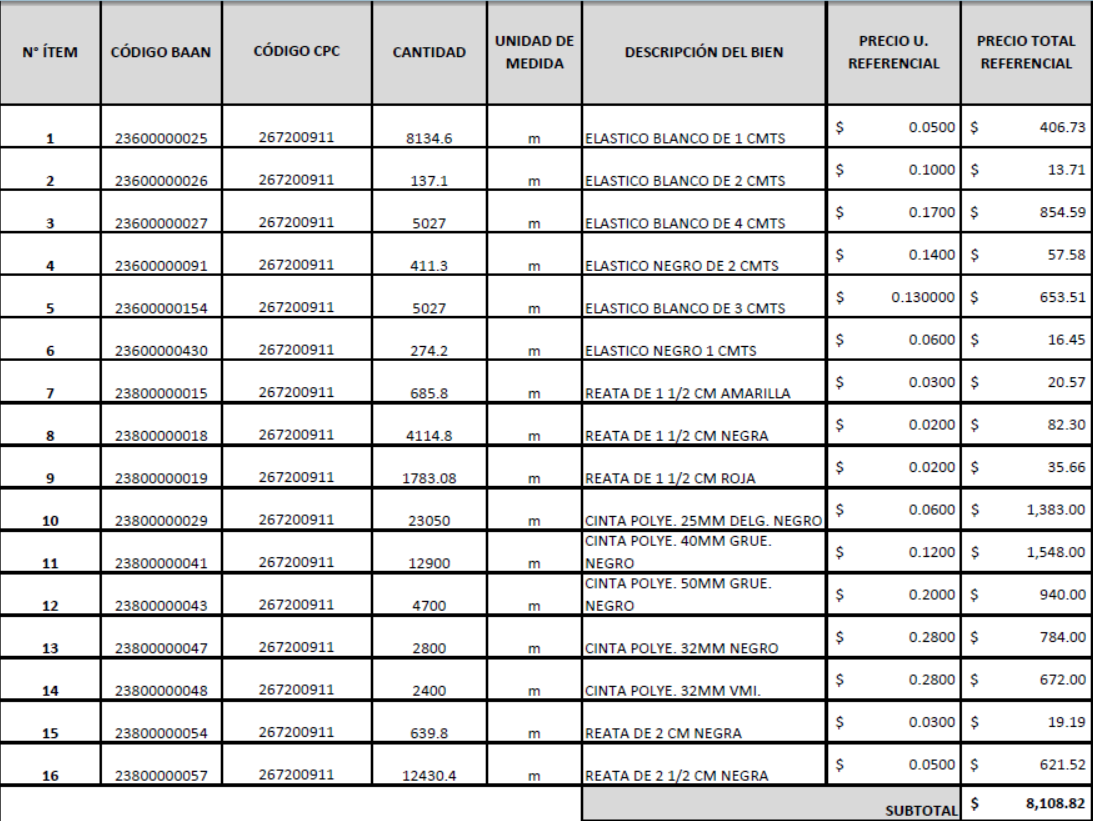 N° ÍTEM CÓDIGO BAAN CÓDIGO CPC CANTIDAD UNIDAD DE MEDIDA DESCRIPCIÓN DEL BIEN PRECIO U. REFERENCIAL PRECIO TOTAL REFERENCIAL
1 23600000025 267200911 8134.6 m ELASTICO BLANCO DE 1 CMTS $ 0.0500 $ 406.73
2 23600000026 267200911 137.1 m ELASTICO BLANCO DE 2 CMTS $ 0.1000 $ 13.71
3 23600000027 267200911 5027 m ELASTICO BLANCO DE 4 CMTS $ 0.1700 $ 854.59
4 23600000091 267200911 411.3 m ELASTICO NEGRO DE 2 CMTS $ 0.1400 $ 57.58
5 23600000154 267200911 5027 m ELASTICO BLANCO DE 3 CMTS $ 0.130000 $ 653.51
6 23600000430 267200911 274.2 m ELASTICO NEGRO 1 CMTS $ 0.0600 $ 16.45
7 23800000015 267200911 685.8 m REATA DE 1 1/2 CM AMARILLA $ 0.0300 $ 20.57
8 23800000018 267200911 4114.8 m REATA DE 1 1/2 CM NEGRA $ 0.0200 $ 82.30
9 23800000019 267200911 1783.08 m REATA DE 1 1/2 CM ROJA $ 0.0200 $ 35.66
10 23800000029 267200911 23050 m CINTA POLYE. 25MM DELG. NEGRO $ 0.0600 $ 1,383.00
11 23800000041 267200911 12900 m CINTA POLYE. 40MM GRUE. NEGRO $ 0.1200 $ 1,548.00
12 23800000043 267200911 4700 m CINTA POLYE. 50MM GRUE. NEGRO $ 0.2000 $ 940.00
13 23800000047 267200911 2800 m CINTA POLYE. 32MM NEGRO $ 0.2800 $ 784.00
14 23800000048 267200911 2400 m CINTA POLYE. 32MM VMI. $ 0.2800 $ 672.00
15 23800000054 267200911 639.8 m REATA DE 2 CM NEGRA $ 0.0300 $ 19.19
16 23800000057 267200911 12430.4 m REATA DE 2 1/2 CM NEGRA $ 0.0500 $ 621.52
SUBTOTAL $ 8,108.82